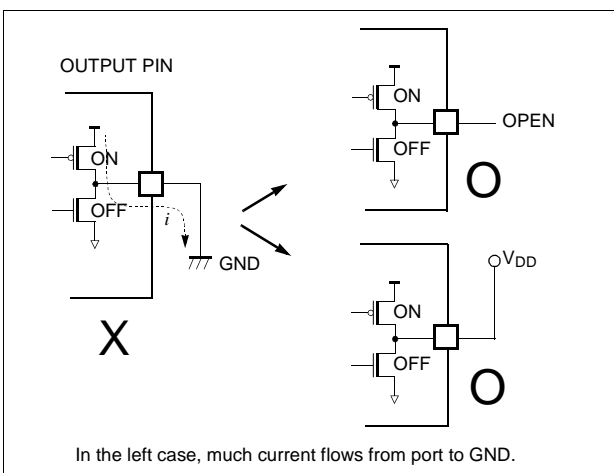 OUTPUT PIN
ON
OFF
i
GND
X
ON
OFF
OPEN
O
VDD
ON
OFF
O
In the left case, much current flows from port to GND.